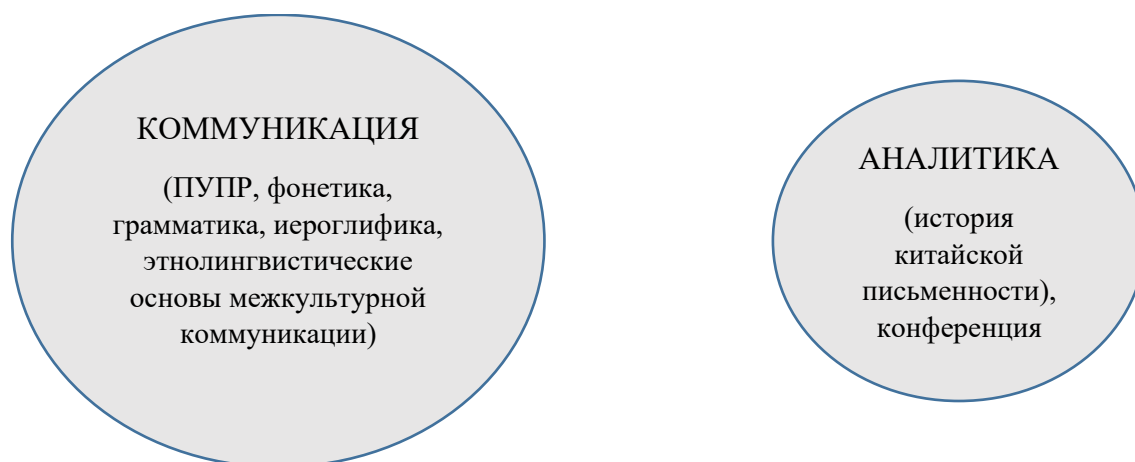 КОММУНИКАЦИЯ
(ПУПР, фонетика,
грамматика, иероглифика,
этнолингвистические
основы межкультурной
коммуникации)
АНАЛИТИКА
(история
китайской
письменности),
конференция